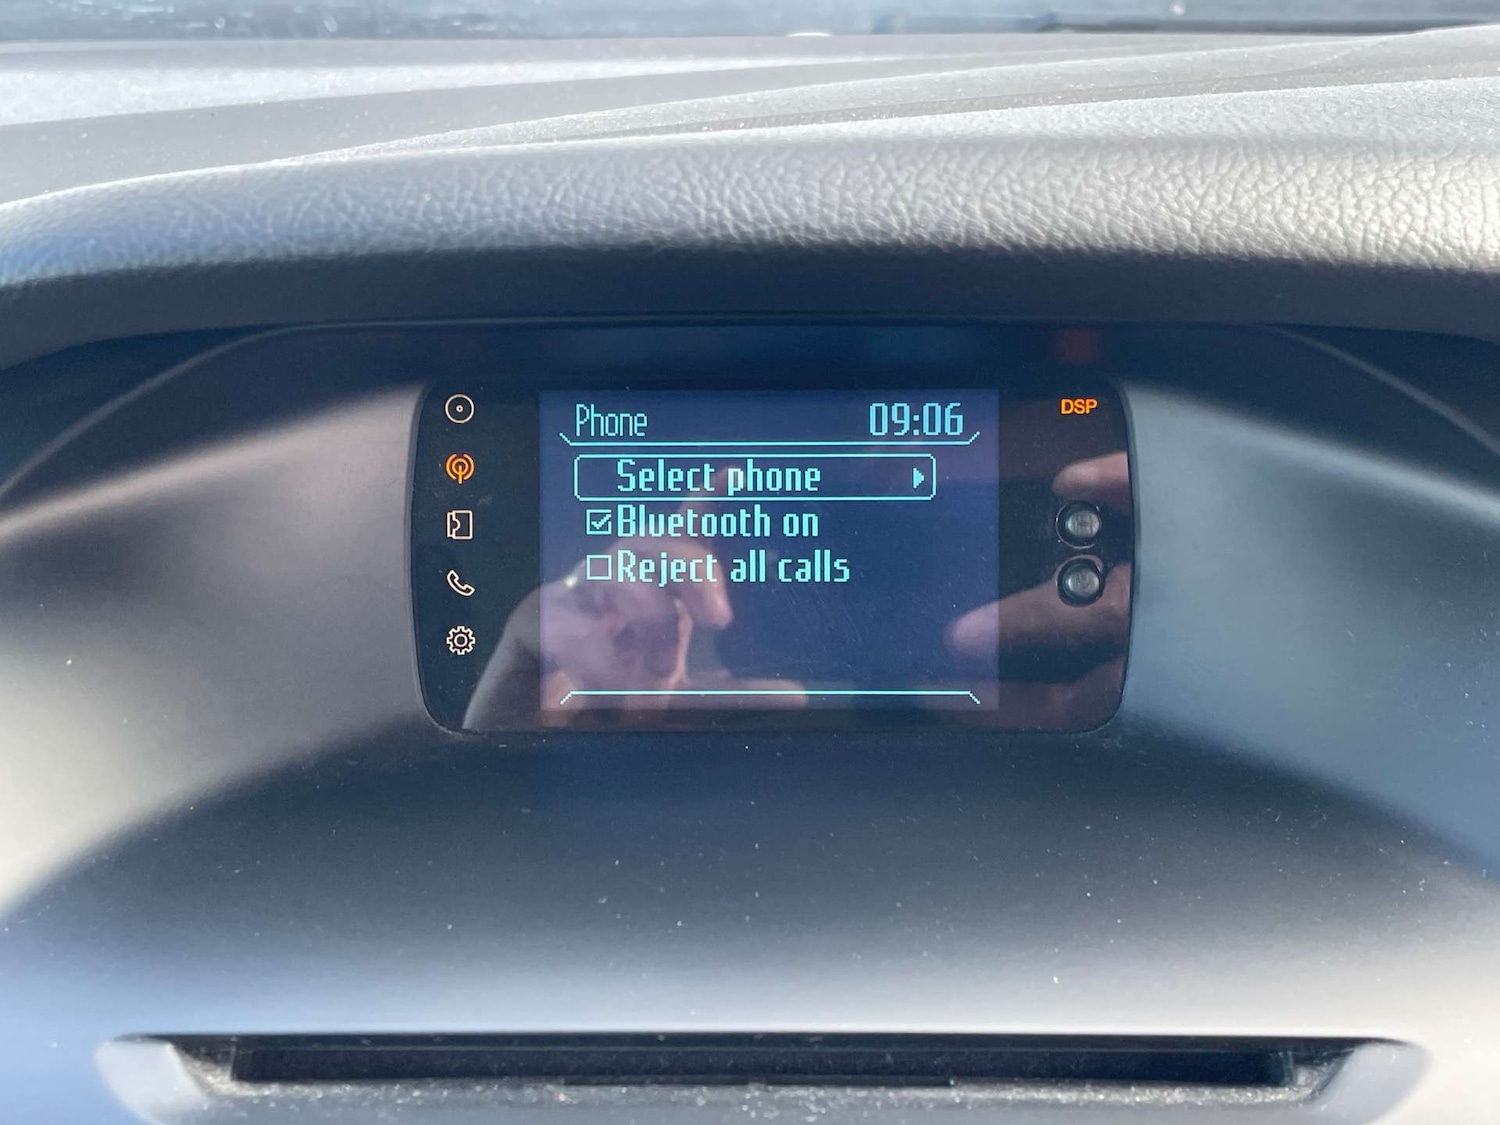 Phone 09:06
DSP
Select phone
Bluetooth on
Reject all calls
H
M